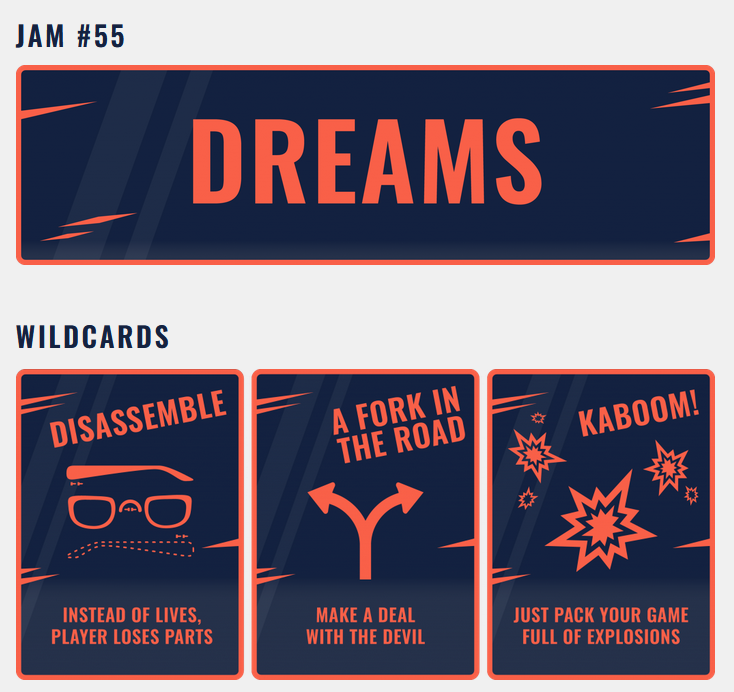 JAM #55
DREAMS
WILDCARDS
DISASSEMBLE
INSTEAD OF LIVES,
PLAYER LOSES PARTS
A FORK IN
THE ROAD
MAKE A DEAL
WITH THE DEVIL
KABOOM!
JUST PACK YOUR GAME
FULL OF EXPLOSIONS